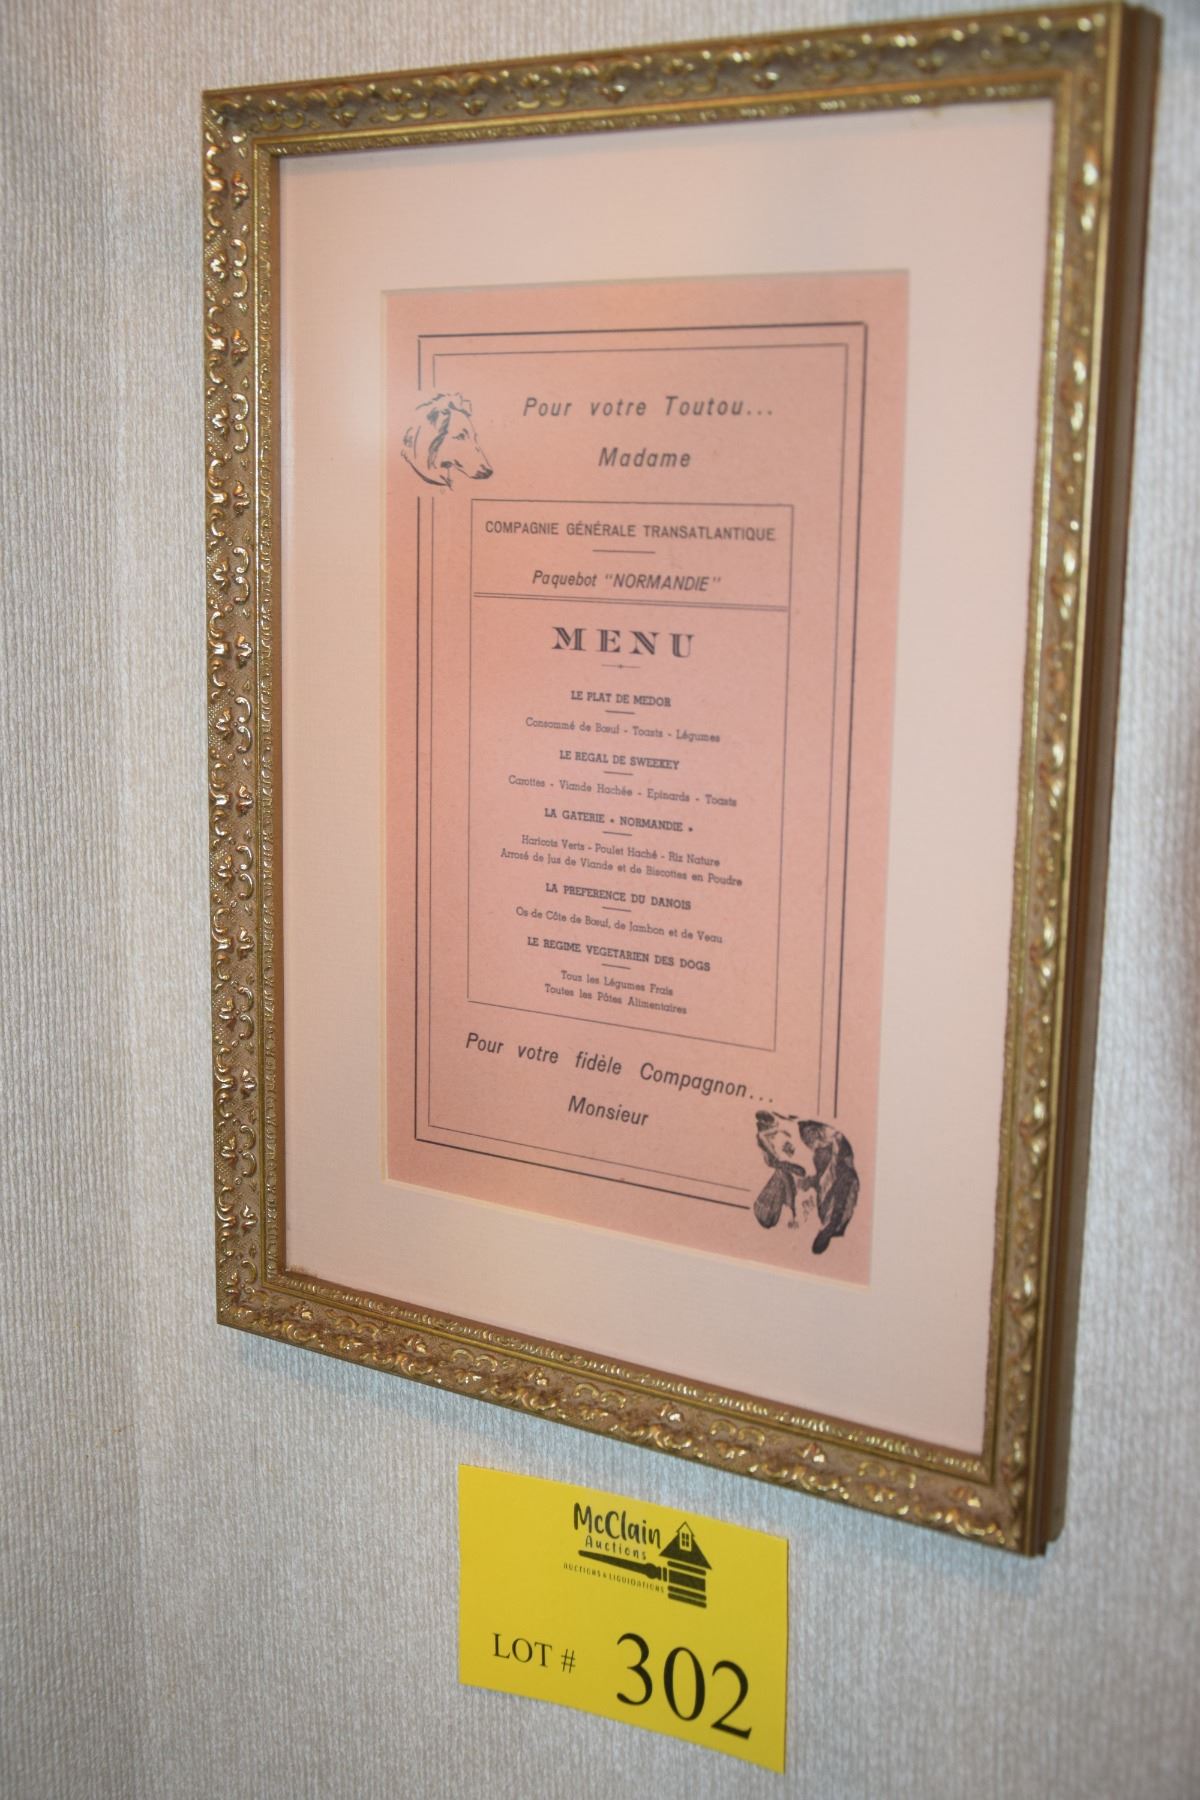 Pour votre Toutou...
Madame
COMPAGNIE GÉNÉRALE TRANSATLANTIQUE
Paquebot "NORMANDIE"
MENU
LE PLAT DE MEDOR
Consommé de Bœuf - Toasts - Légumes
LE REGAL DE SWEEKEY
Carottes - Viande Hachée - Epinards - Toasts
LA GATERIE « NORMANDIE »
Haricots Verts - Poulet Haché - Riz Nature
Arrosé de Jus de Viande et de Biscottes en Poudre
LA PREFERENCE DU DANOIS
Os de Côte de Bœuf, de Jambon et de Veau
LE REGIME VEGETARIEN DES DOGS
Tous les Légumes Frais
Toutes les Pâtes Alimentaires
Pour votre fidèle Compagnon...
Monsieur
McClain
Auctions
AUCTIONS & LIQUIDATIONS
LOT # 302